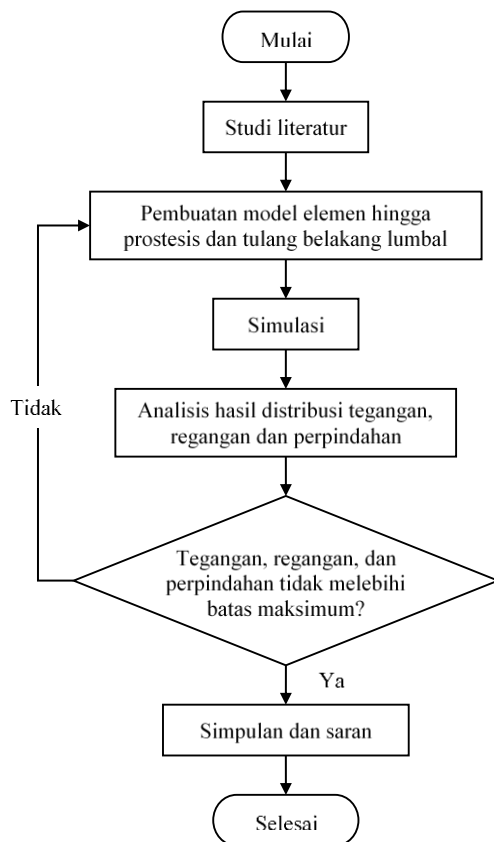 Mulai
Studi literatur
Pembuatan model elemen hingga
prostesis dan tulang belakang lumbal
Simulasi
Tidak
Analisis hasil distribusi tegangan,
regangan dan perpindahan
Tegangan, regangan, dan
perpindahan tidak melebihi
batas maksimum?
Ya
Simpulan dan saran
Selesai